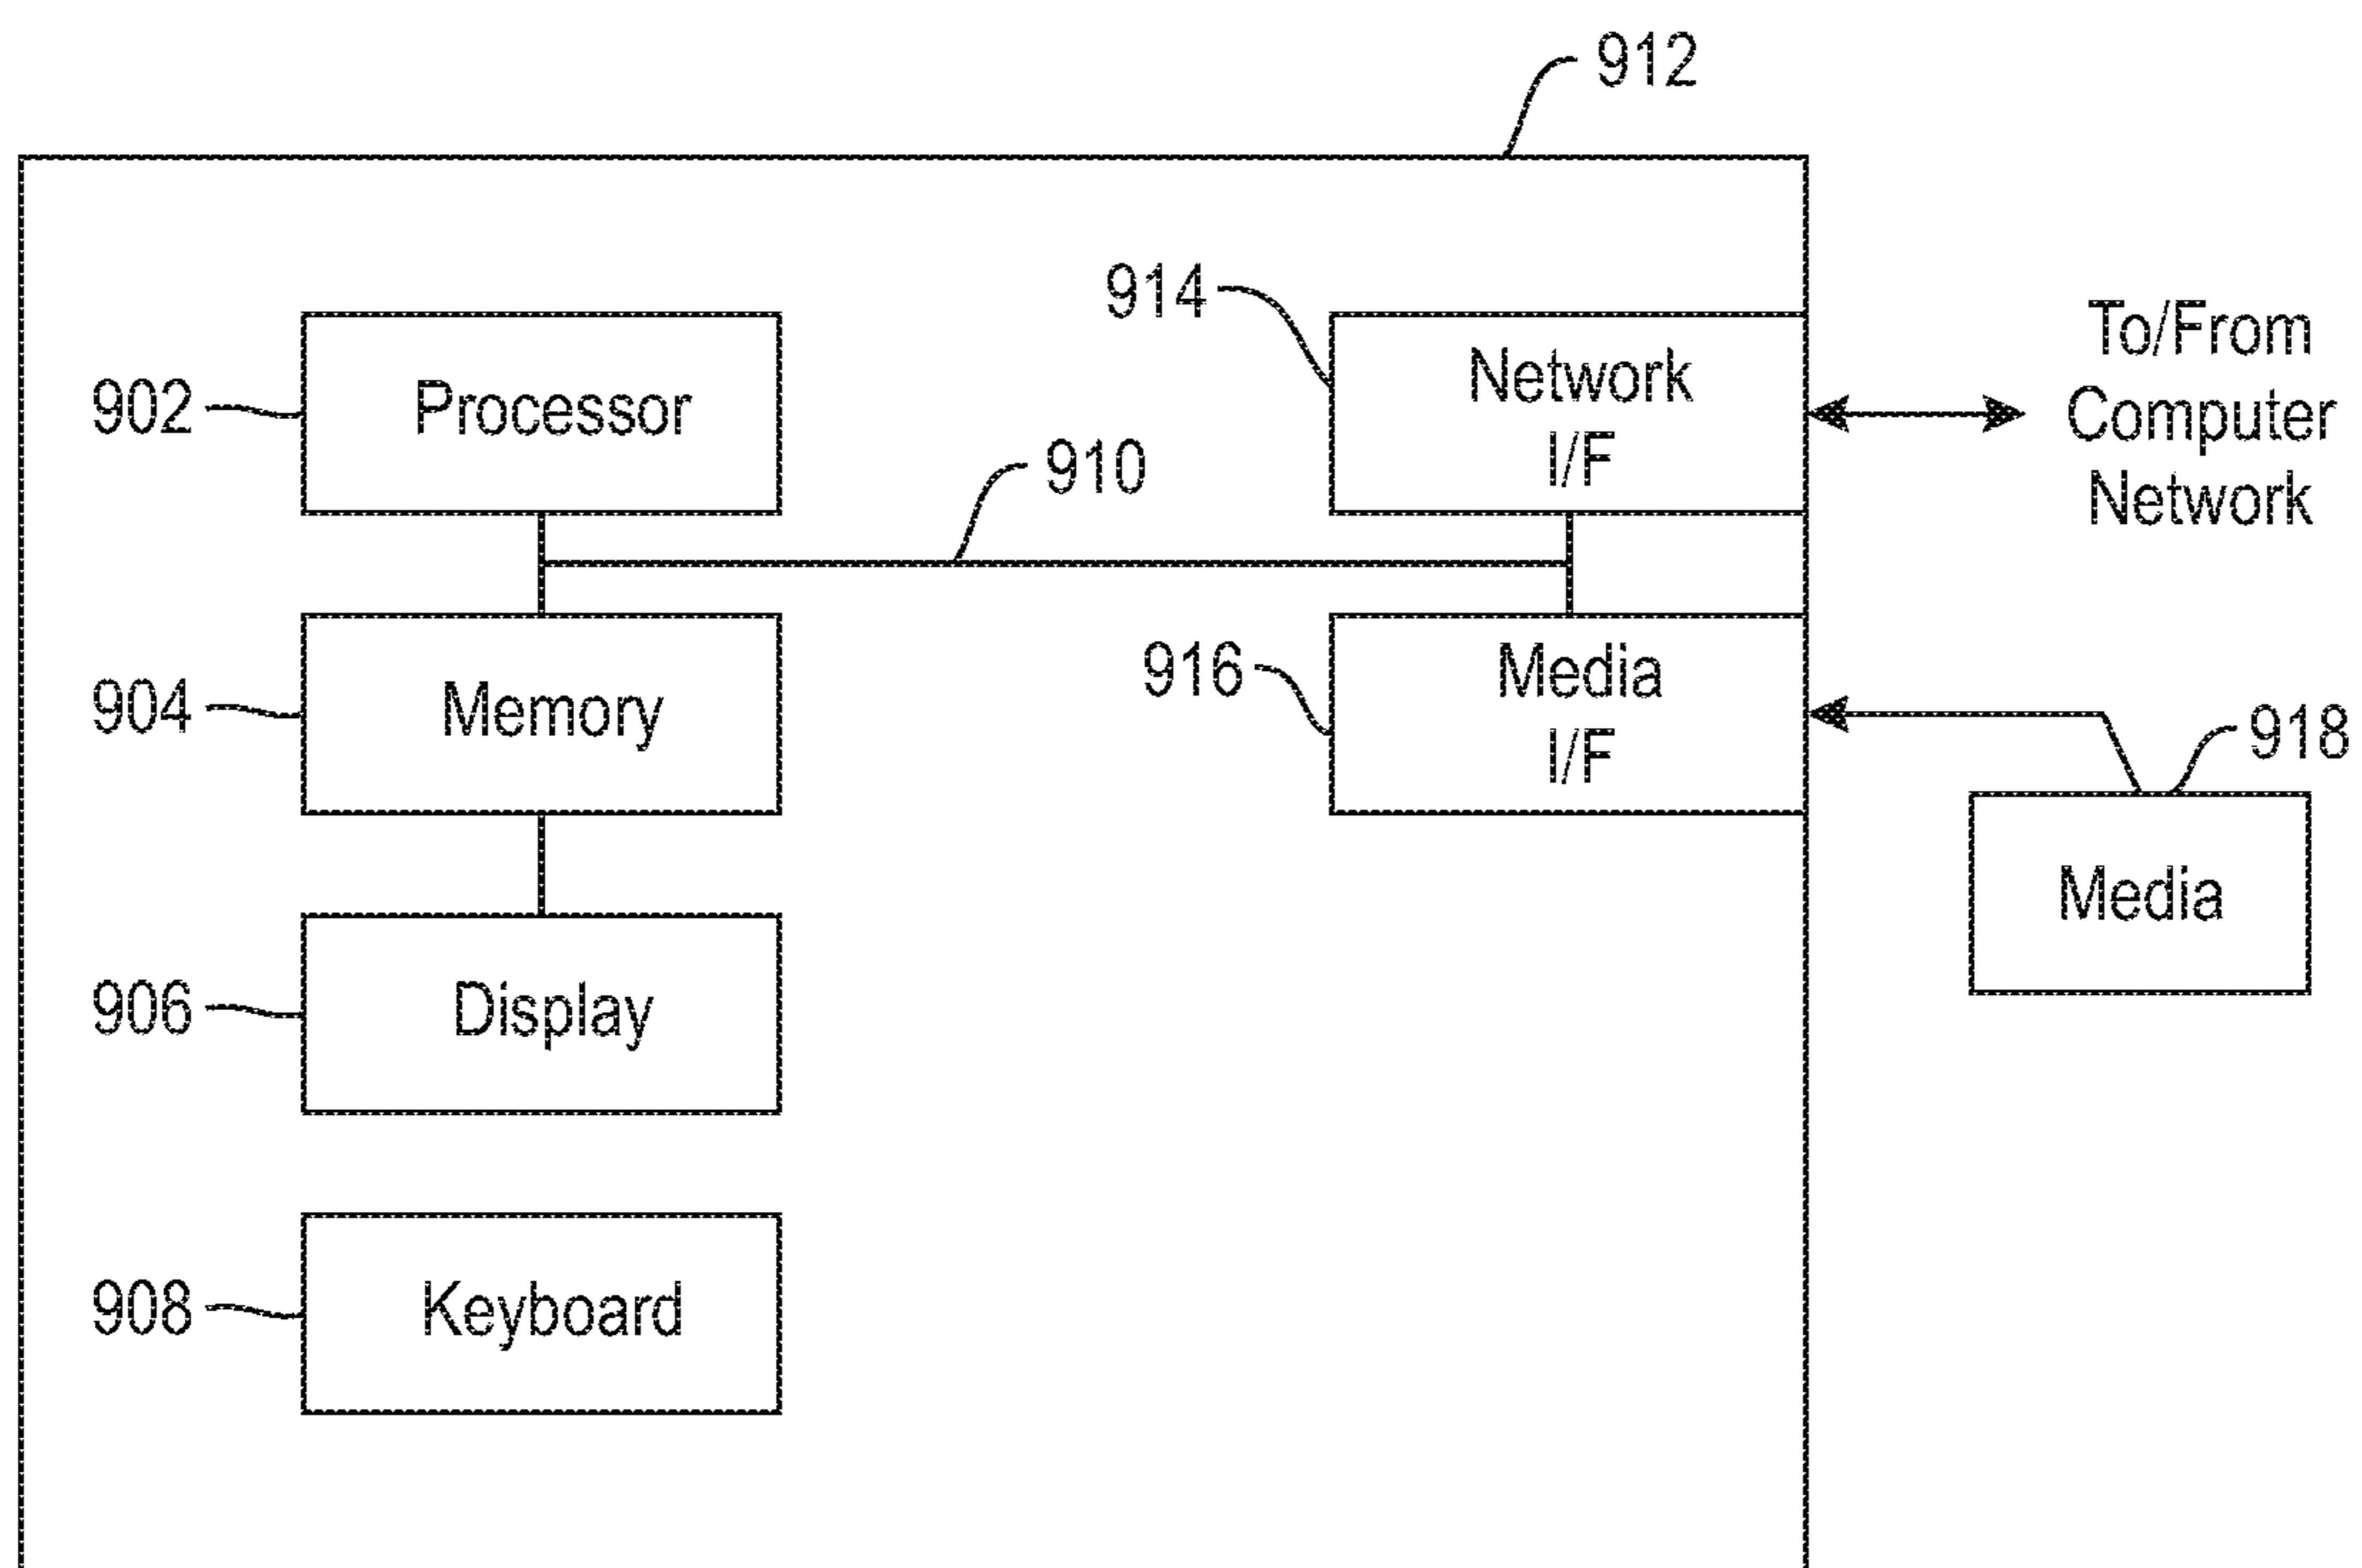 912
914
Network
I/F
To/From
Computer
Network
902
Processor
910
904
Memory
916
Media
I/F
918
Media
906
Display
908
Keyboard